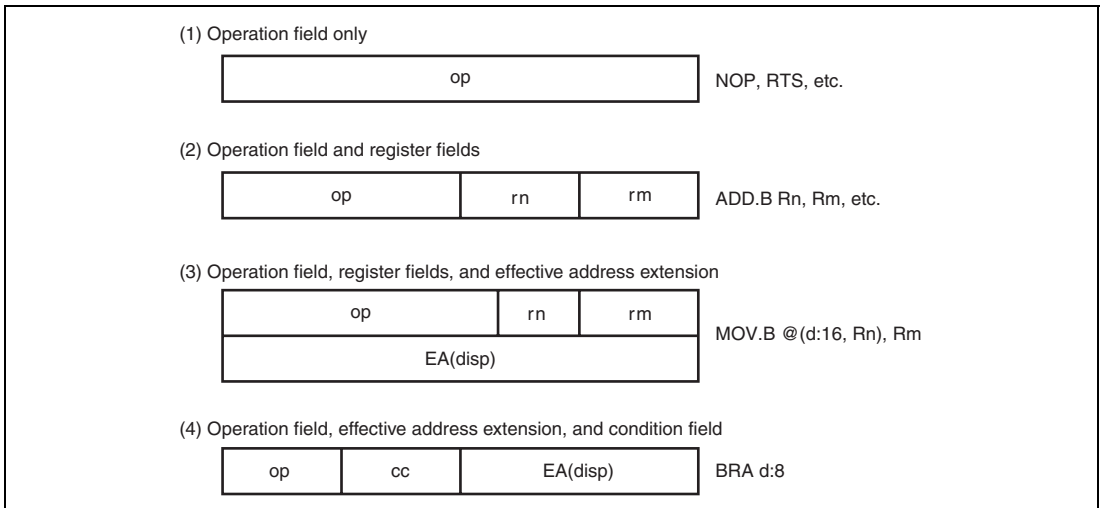 (1) Operation field only
op
NOP, RTS, etc.
(2) Operation field and register fields
op rn rm
ADD.B Rn, Rm, etc.
(3) Operation field, register fields, and effective address extension
op rn rm
EA(disp)
MOV.B @(d:16, Rn), Rm
(4) Operation field, effective address extension, and condition field
op cc EA(disp)
BRA d:8